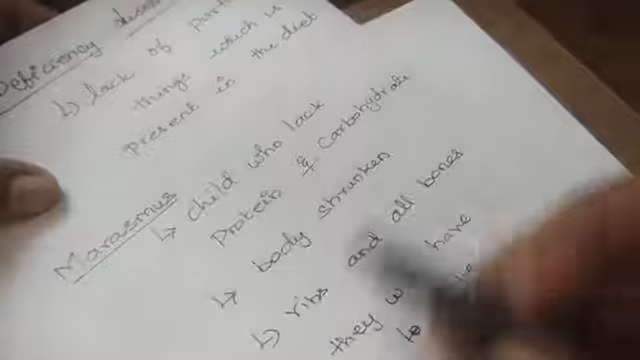 Deficiency
↳ Lack of
things which is
present in the diet
Marasmus
↳ Child who lack
Protein & Carbohydrate
↳ body shrunken
↳ ribs and all bones
they have
to